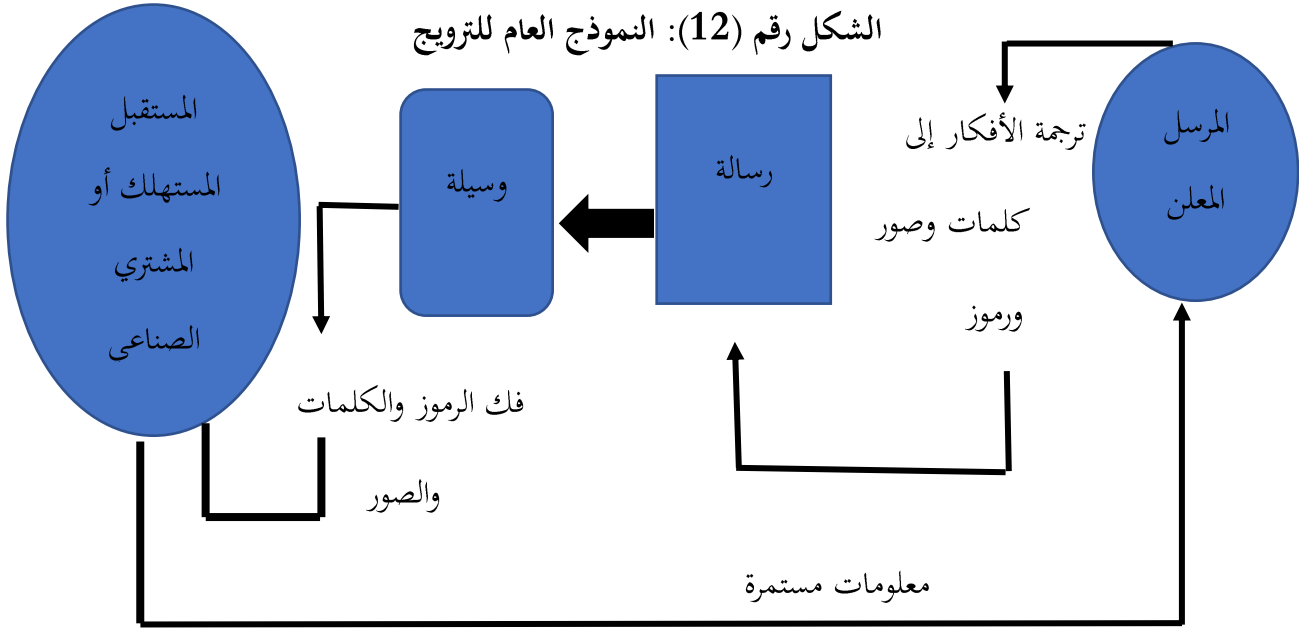 الشكل رقم (12): النموذج العام للترويج
المرسل
المعلن
ترجمة الأفكار إلى
كلمات وصور
ورموز
رسالة
وسيلة
فك الرموز والكلمات
والصور
المستقبل
المستهلك أو
المشتري
الصناعى
معلومات مستمرة